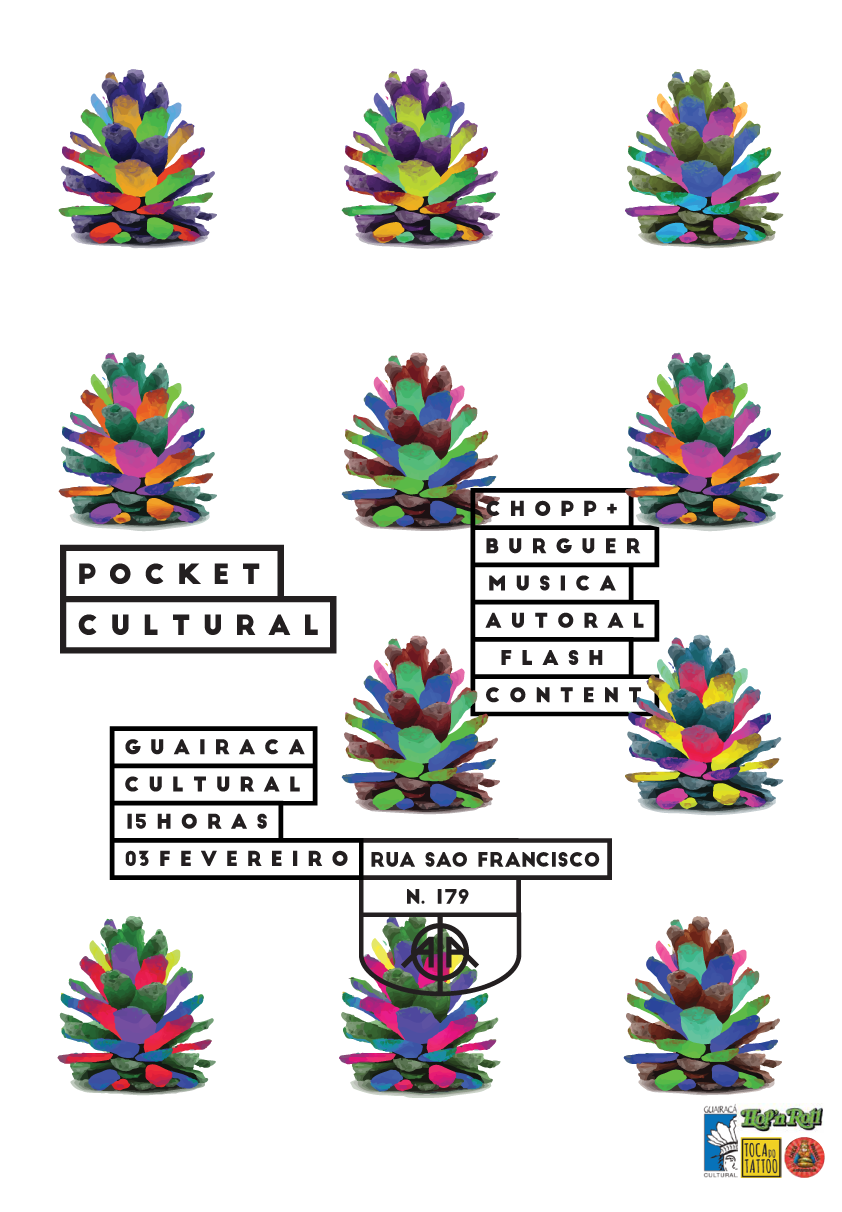 CHOPP+
BURGUER
MUSICA
AUTORAL
FLASH
CONTENT
POCKET
CULTURAL
GUAIRACA
CULTURAL
15 HORAS
03 FEVEREIRO
RUA SAO FRANCISCO
N. 179
GUAIRACÁ
CULTURAL
Hop'n Roll
TOCA DO
TATTOO